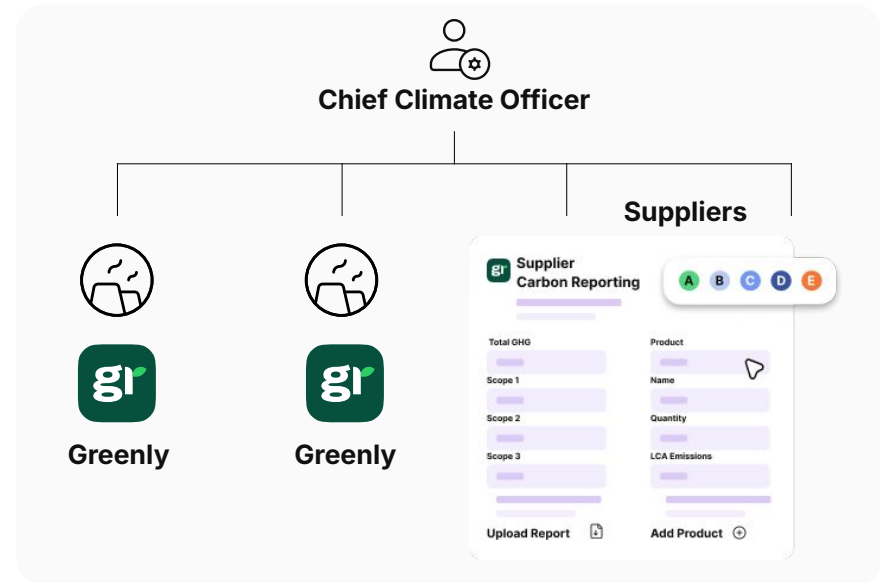 Chief Climate Officer
Suppliers
gr
Supplier
Carbon Reporting
A B C D E
Total GHG
Product
Scope 1
Name
Scope 2
Quantity
Scope 3
LCA Emissions
Upload Report
Add Product
gr
Greenly
gr
Greenly